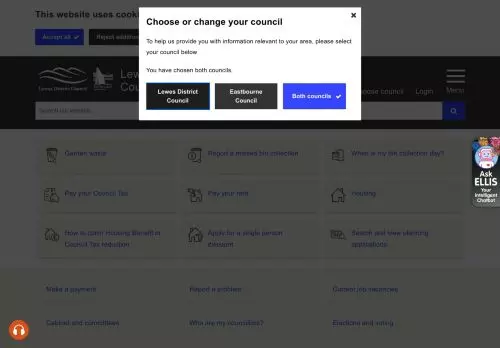 This website uses cook
Accept all
Reject addition
Choose or change your council
To help us provide you with information relevant to your area, please select
your council below.
You have chosen both councils.
Lewes District
Council
Eastbourne
Council
Both councils
Lewes District Council
Lew
Cou
choose council
Login
Menu
Search our website
Garden waste
Report a missed bin collection
When is my bin collection day?
Pay your Council Tax
Pay your rent
Housing
How to claim Housing Benefit or
Council Tax reduction
Apply for a single person
discount
Search and view planning
applications
Ask
ELLIS
Your
Intelligent
Chatbot
Make a payment
Report a problem
Current job vacancies
Cabinet and committees
Who are my councillors?
Elections and voting